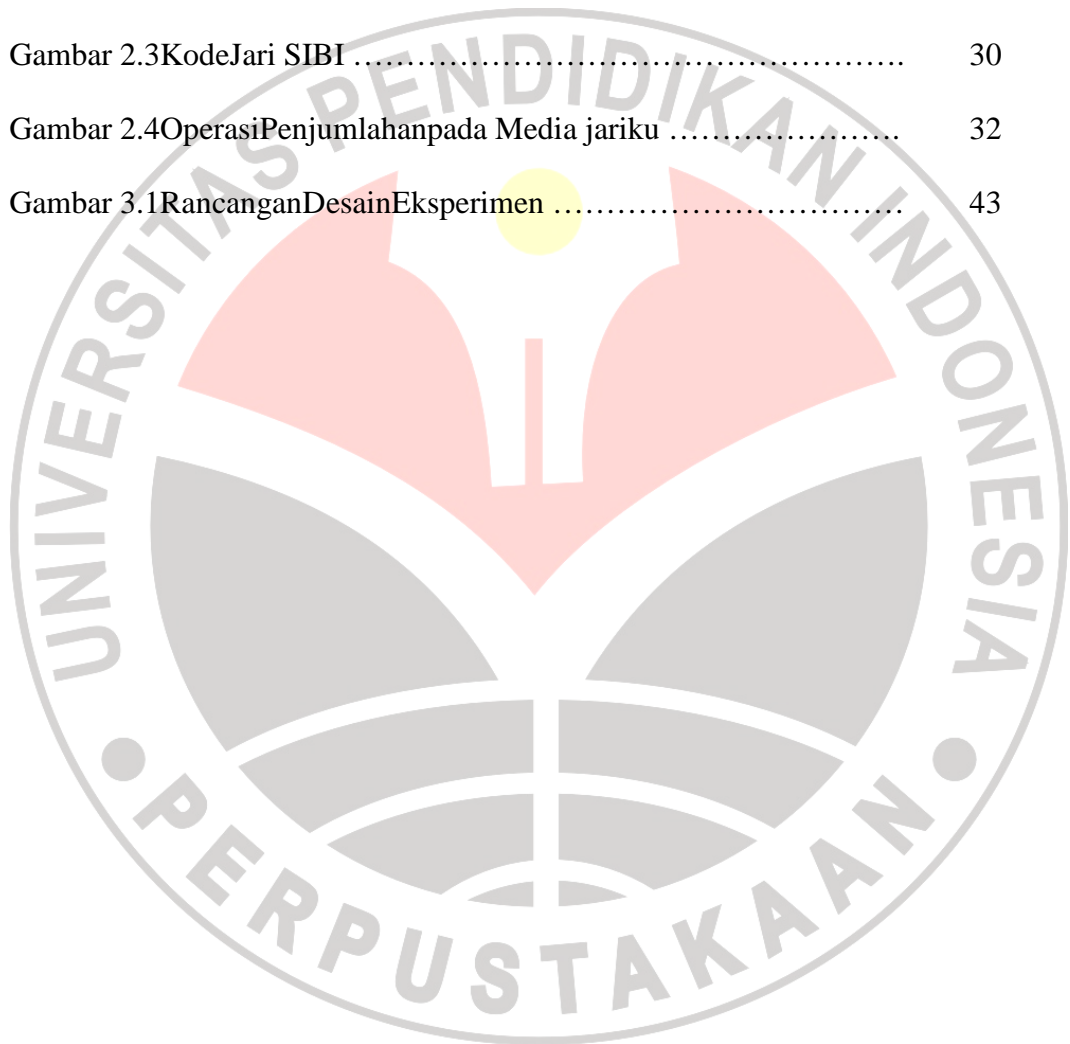 Gambar 2.3KodeJari SIBI ……………………………………………. 30
Gambar 2.4OperasiPenjumlahanpada Media jariku …………………. 32
Gambar 3.1RancanganDesainEksperimen …………………………… 43
UNIVERSITAS PENDIDIKAN INDONESIA
PERPUSTAKAAN